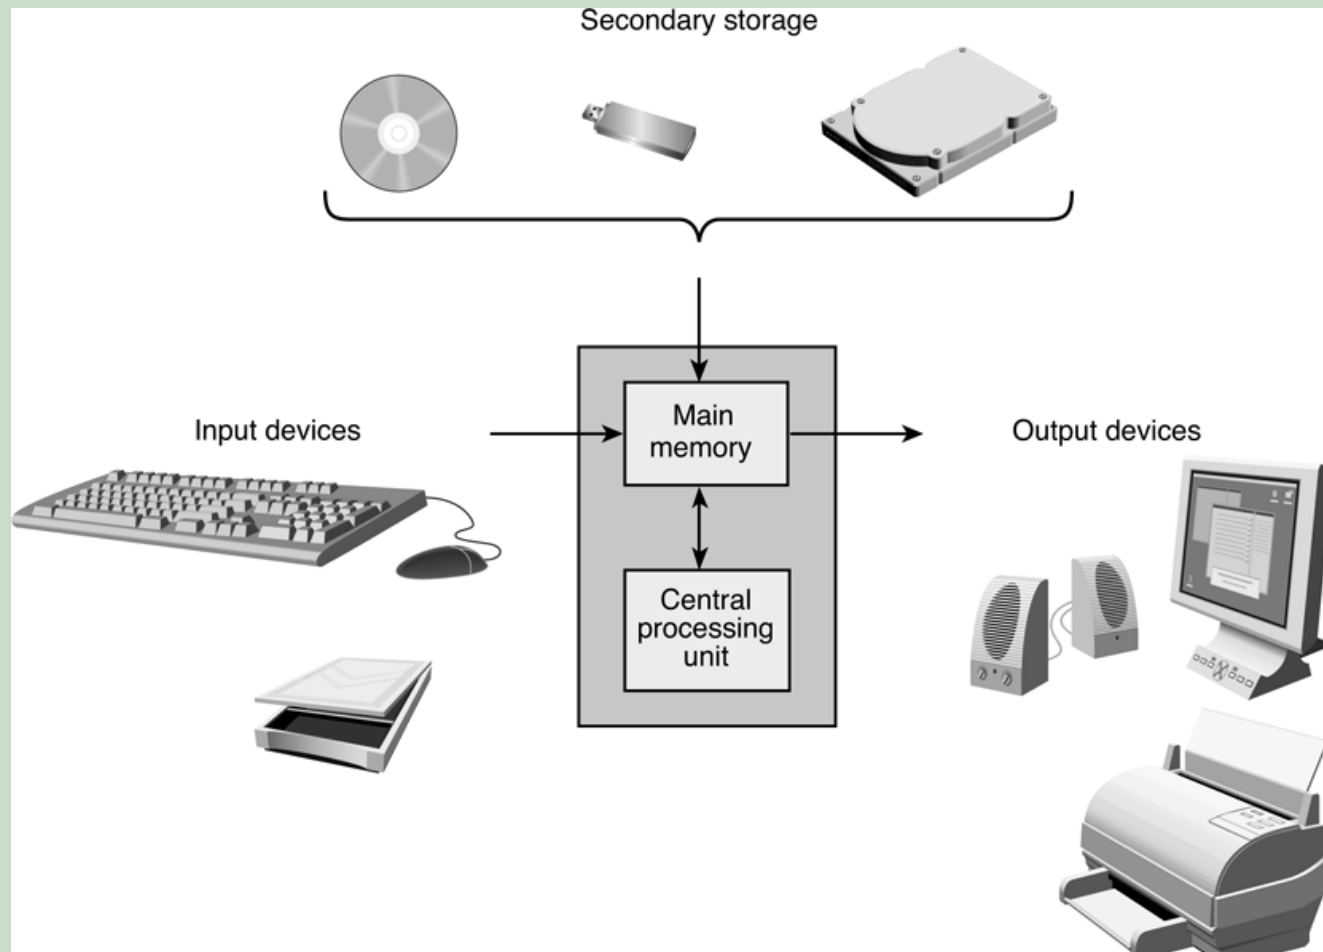 Secondary storage
Input devices
Main
memory
Output devices
Central
processing
unit